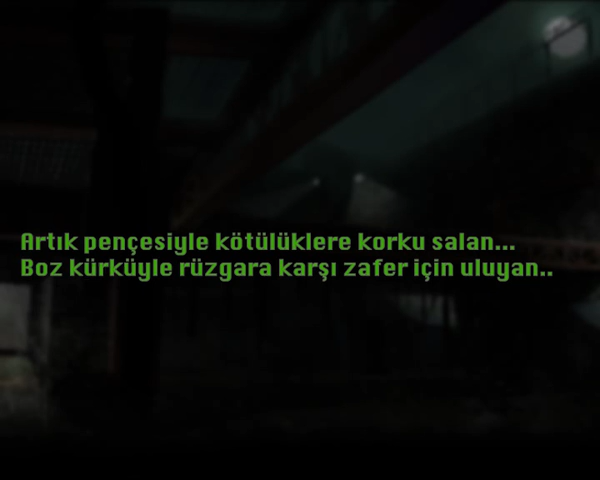 Artık pençesiyle kötülüklere korku salan...
Boz kürküyle rüzgara karşı zafer için uluyan..